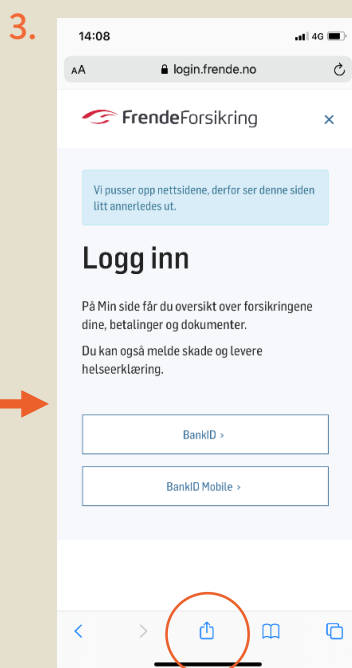 3.
14:08
4G
AA
login.frende.no
FrendeForsikring
×
Vi pusser opp nettsidene, derfor ser denne siden
litt annerledes ut.
Logg inn
På Min side får du oversikt over forsikringene
dine, betalinger og dokumenter.
Du kan også melde skade og levere
helseerklæring.
BankID ›
BankID Mobile ›